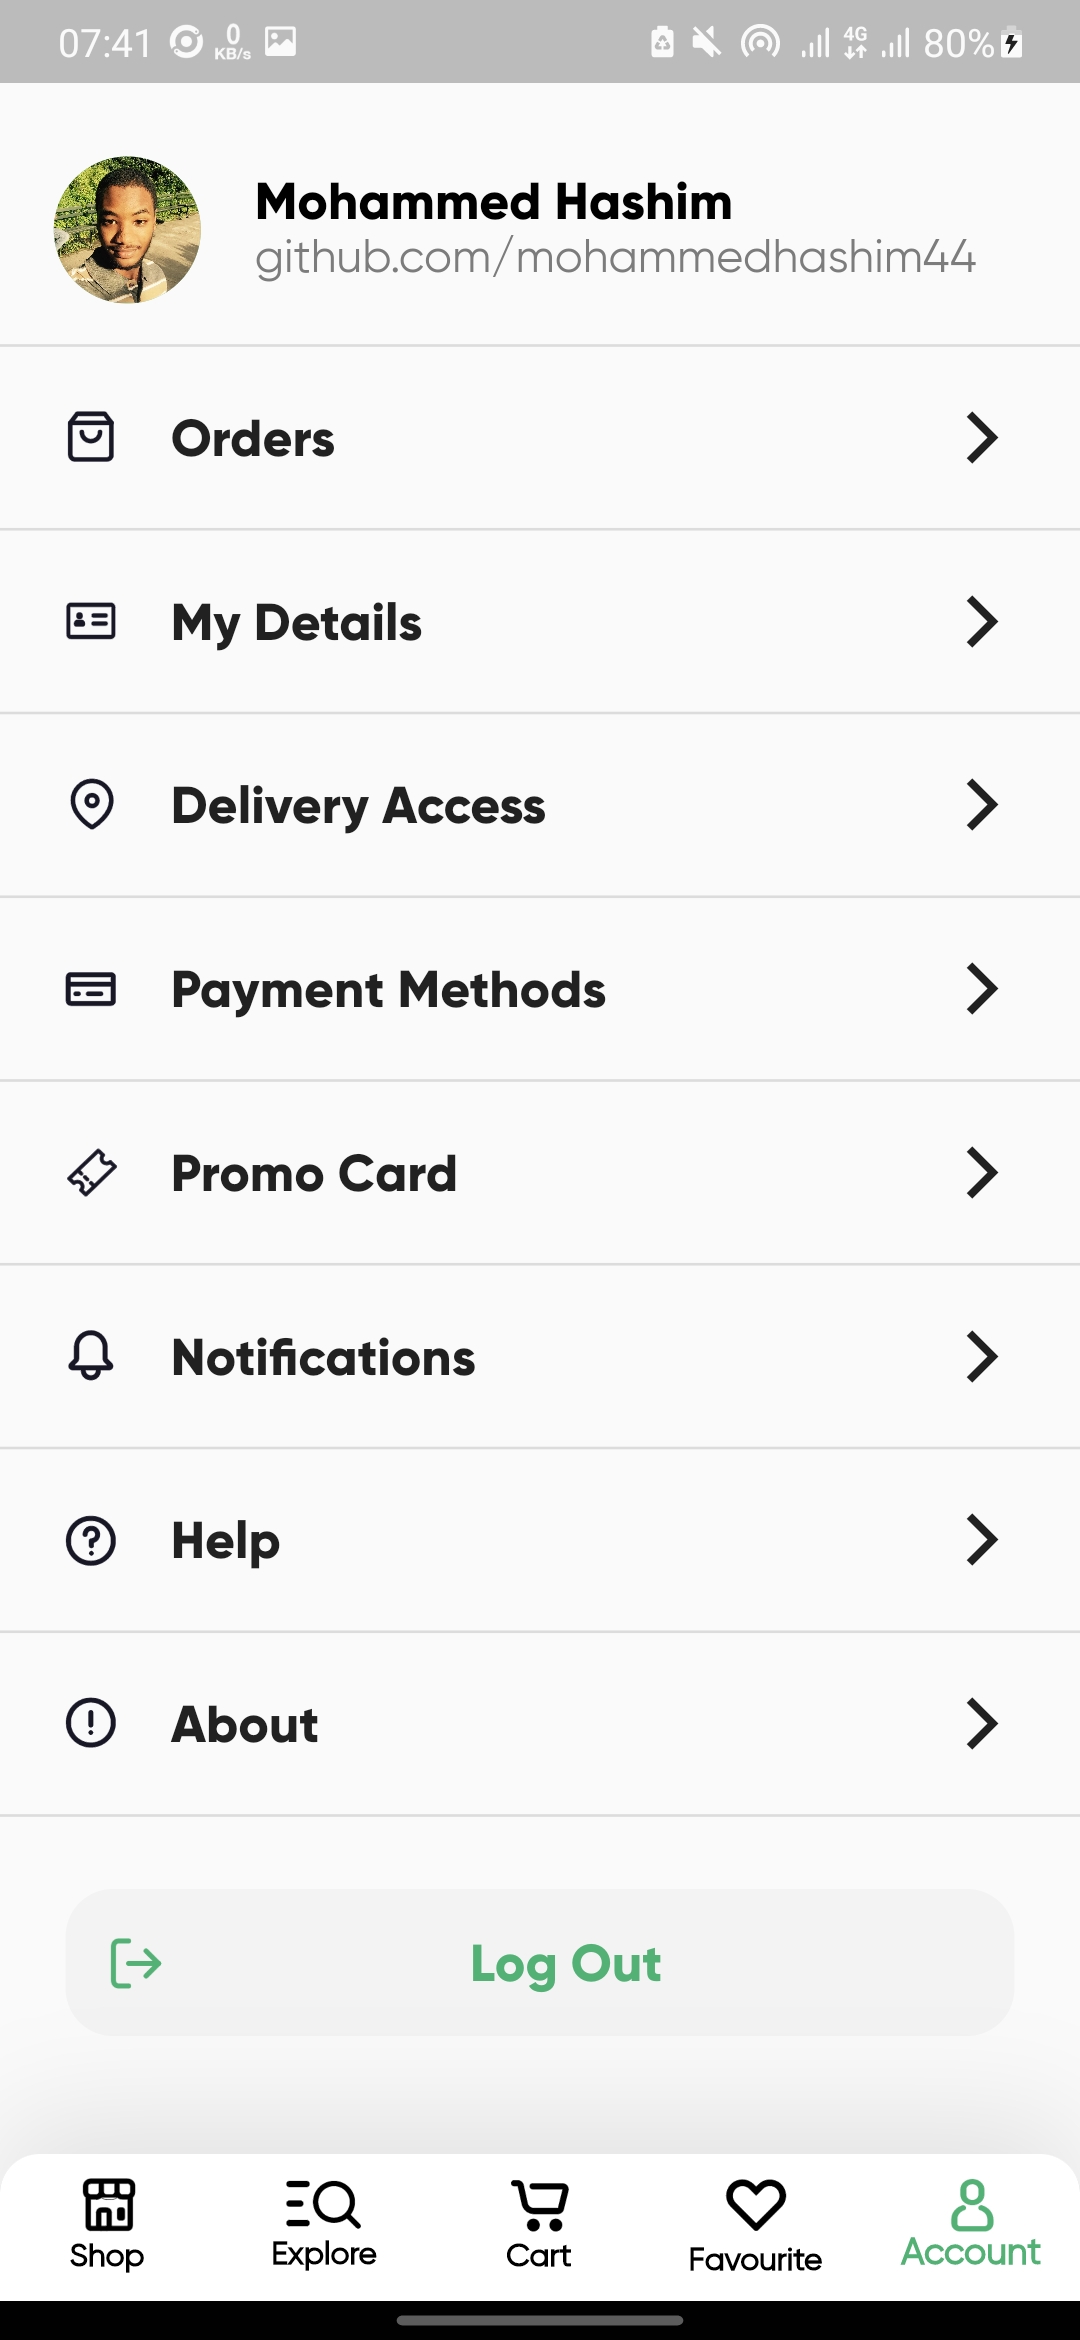 07:41 0 KB/s 4G 80%
Mohammed Hashim
github.com/mohammedhashim44
Orders
My Details
Delivery Access
Payment Methods
Promo Card
Notifications
Help
About
Log Out
Shop Explore Cart Favourite Account